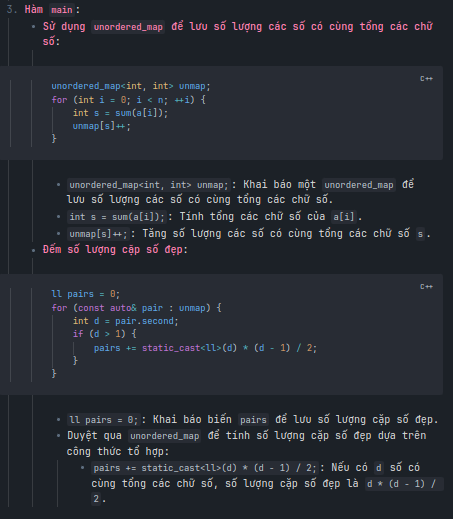 3. Hàm main:
• Sử dụng unordered_map để lưu số lượng các số có cùng tổng các chữ
số:
C++
unordered_map<int, int> unmap;
for (int i = 0; i < n; ++i) {
int s = sum(a[i]);
unmap[s]++;
}
• unordered_map<int, int> unmap;: Khai báo một unordered_map để
lưu số lượng các số có cùng tổng các chữ số.
• int s = sum(a[i]);: Tính tổng các chữ số của a[i].
• unmap[s]++;: Tăng số lượng các số có cùng tổng các chữ số s.
• Đếm số lượng cặp số đẹp:
C++
ll pairs = 0;
for (const auto& pair : unmap) {
int d = pair.second;
if (d > 1) {
pairs += static_cast<ll>(d) * (d - 1) / 2;
}
}
• ll pairs = 0;: Khai báo biến pairs để lưu số lượng cặp số đẹp.
• Duyệt qua unordered_map để tính số lượng cặp số đẹp dựa trên
công thức tổ hợp:
• pairs += static_cast<ll>(d) * (d - 1) / 2;: Nếu có d số có
cùng tổng các chữ số, số lượng cặp số đẹp là d * (d - 1) /
2.